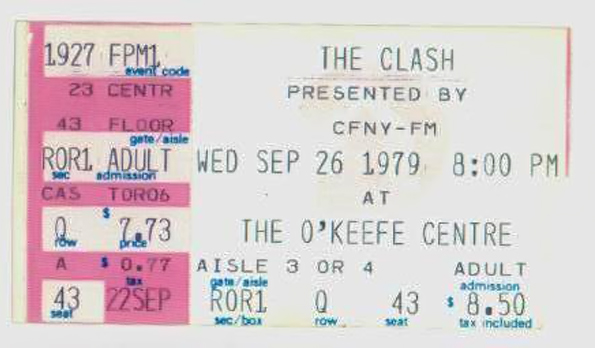 1927 FPM1
event code
23 CENTR
43 FLOOR
gate/aisle
ROR1 ADULT
sec admission
CAS TOR06
Q $ 7.73
row price
A $ 0.77
tax
43 22SEP
seat
THE CLASH
PRESENTED BY
CFNY-FM
WED SEP 26 1979 8:00 PM
AT
THE O'KEEFE CENTRE
AISLE 3 OR 4 ADULT
gate/aisle admission
ROR1 Q 43 $ 8.50
sec/box row seat tax included